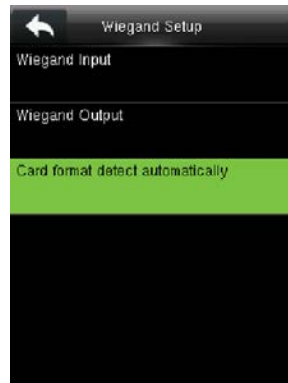 Wiegand Setup
Wiegand Input
Wiegand Output
Card format detect automatically